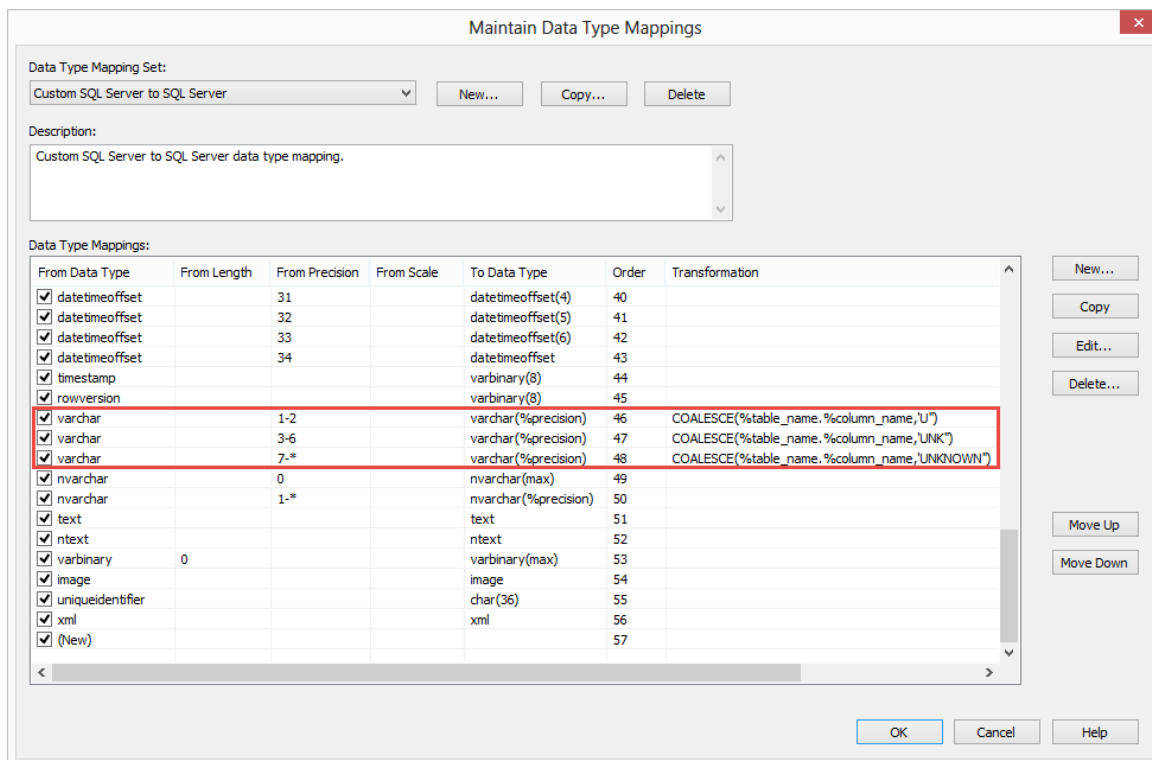 Maintain Data Type Mappings
Data Type Mapping Set:
Custom SQL Server to SQL Server New... Copy... Delete
Description:
Custom SQL Server to SQL Server data type mapping.
Data Type Mappings:
From Data Type From Length From Precision From Scale To Data Type Order Transformation New...
datetimeoffset 31 datetimeoffset(4) 40
datetimeoffset 32 datetimeoffset(5) 41 Copy
datetimeoffset 33 datetimeoffset(6) 42
datetimeoffset 34 datetimeoffset 43 Edit...
timestamp varbinary(8) 44 Delete...
rowversion varbinary(8) 45
varchar 1-2 varchar(%precision) 46 COALESCE(%table_name.%column_name,'U")
varchar 3-6 varchar(%precision) 47 COALESCE(%table_name.%column_name,'UNK")
varchar 7-* varchar(%precision) 48 COALESCE(%table_name.%column_name,'UNKNOWN")
nvarchar 0 nvarchar(max) 49
nvarchar 1-* nvarchar(%precision) 50
text text 51 Move Up
ntext ntext 52
varbinary 0 varbinary(max) 53 Move Down
image image 54
uniqueidentifier char(36) 55
xml xml 56
(New) 57
OK Cancel Help